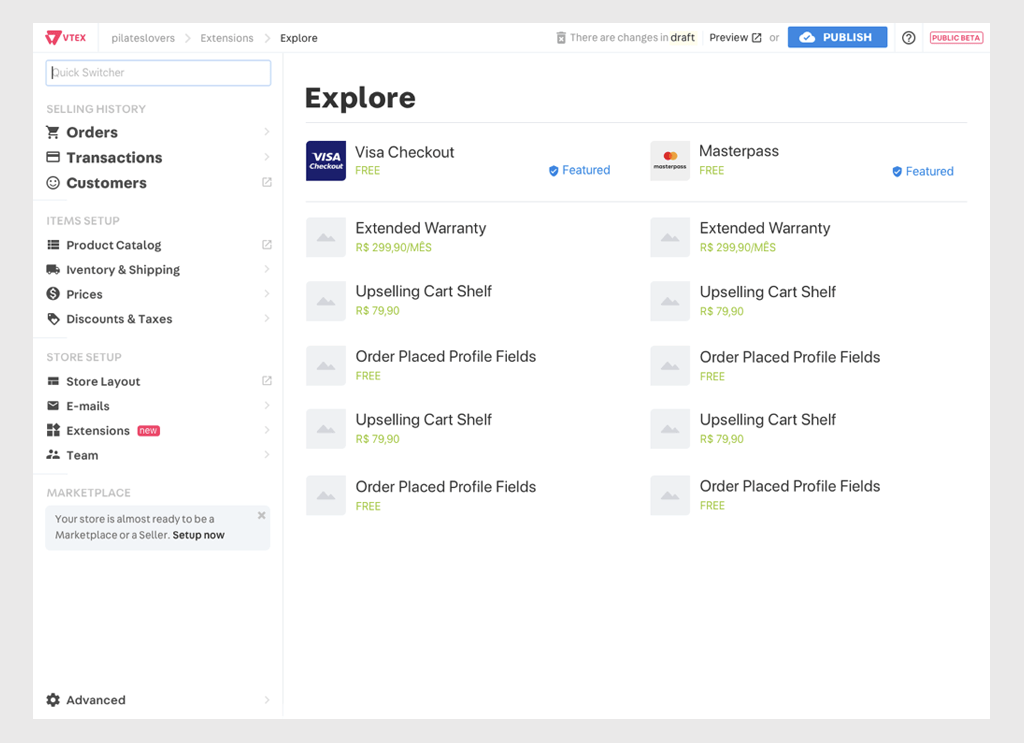 VTEX pilateslovers Extensions Explore There are changes in draft Preview or PUBLISH PUBLIC BETA
Quick Switcher
SELLING HISTORY
Orders
Transactions
Customers
ITEMS SETUP
Product Catalog
Iventory & Shipping
Prices
Discounts & Taxes
STORE SETUP
Store Layout
E-mails
Extensions new
Team
MARKETPLACE
Your store is almost ready to be a
Marketplace or a Seller. Setup now
Advanced
Explore
VISA
Checkout
Visa Checkout
FREE
Featured
masterpass
Masterpass
FREE
Featured
Extended Warranty
R$ 299,90/MÊS
Extended Warranty
R$ 299,90/MÊS
Upselling Cart Shelf
R$ 79,90
Upselling Cart Shelf
R$ 79,90
Order Placed Profile Fields
FREE
Order Placed Profile Fields
FREE
Upselling Cart Shelf
R$ 79,90
Upselling Cart Shelf
R$ 79,90
Order Placed Profile Fields
FREE
Order Placed Profile Fields
FREE